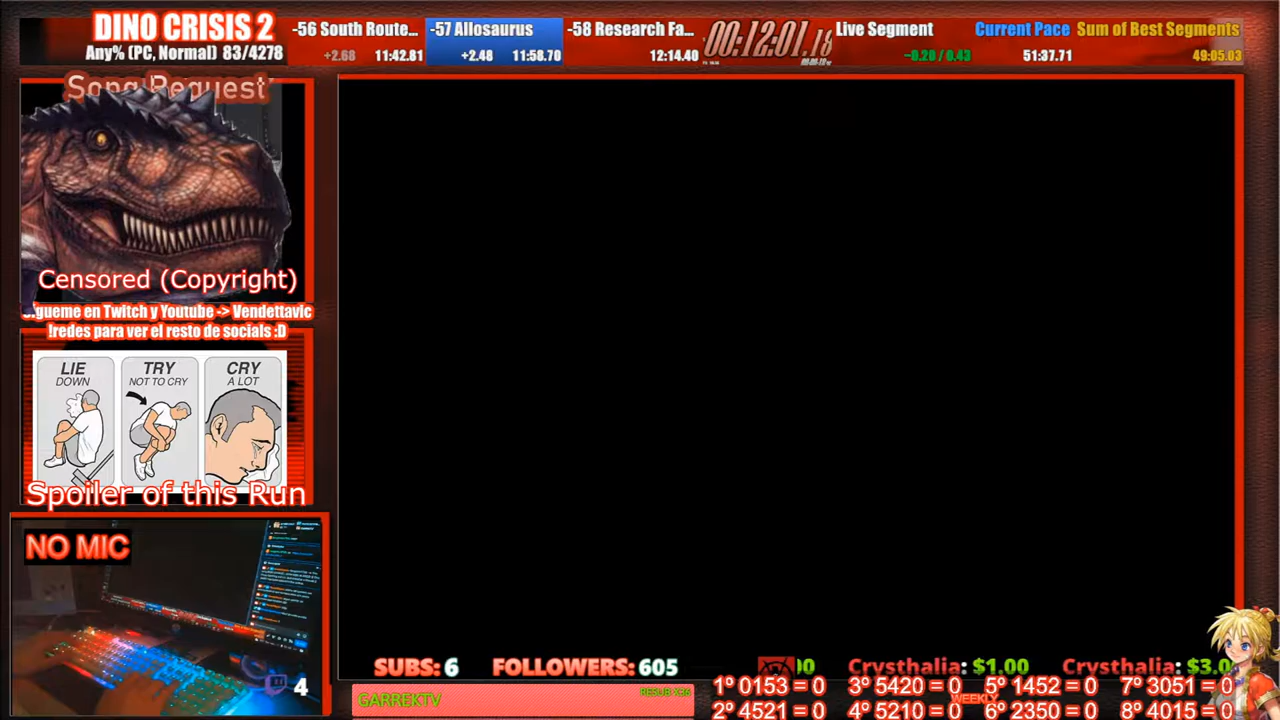 DINO CRISIS 2
Any% (PC, Normal) 83/4278
-56 South Route...
+2.68 11:42.81
-57 Allosaurus
+2.48 11:58.70
-58 Research Fa...
12:14.40
00:12:01.18
Live Segment
-0.20 / 0.43
Current Pace
51:37.71
Sum of Best Segments
49:05.03
Song Request
Censored (Copyright)
Sigueme en Twitch y Youtube -> Vendettavic
!redes para ver el resto de socials :D
LIE
DOWN
TRY
NOT TO CRY
CRY
A LOT
Spoiler of this Run
NO MIC
4
SUBS: 6 FOLLOWERS: 605
Crysthalia: $1.00 Crysthalia: $3.0
GARREKTV
RESUB X36
1º 0153 = 0 3º 5420 = 0 5º 1452 = 0 7º 3051 = 0
WEEKLY
2º 4521 = 0 4º 5210 = 0 6º 2350 = 0 8º 4015 = 0